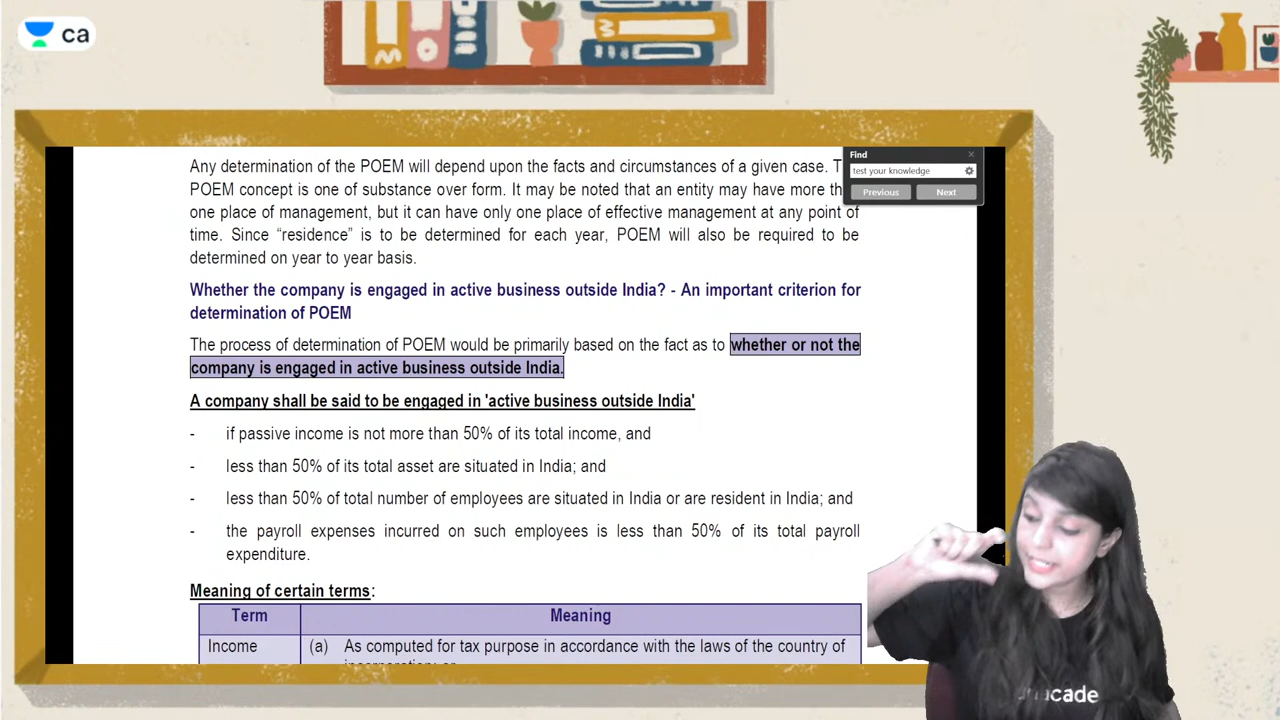 ca
Any determination of the POEM will depend upon the facts and circumstances of a given case.
POEM concept is one of substance over form. It may be noted that an entity may have more
one place of management, but it can have only one place of effective management at any point of
time. Since “residence” is to be determined for each year, POEM will also be required to be
determined on year to year basis.
Find
test your knowledge
Previous Next
Whether the company is engaged in active business outside India? - An important criterion for
determination of POEM
The process of determination of POEM would be primarily based on the fact as to whether or not the
company is engaged in active business outside India.
A company shall be said to be engaged in 'active business outside India'
- if passive income is not more than 50% of its total income, and
- less than 50% of its total asset are situated in India; and
- less than 50% of total number of employees are situated in India or are resident in India; and
- the payroll expenses incurred on such employees is less than 50% of its total payroll
expenditure.
Meaning of certain terms:
Term Meaning
Income (a) As computed for tax purpose in accordance with the laws of the country of